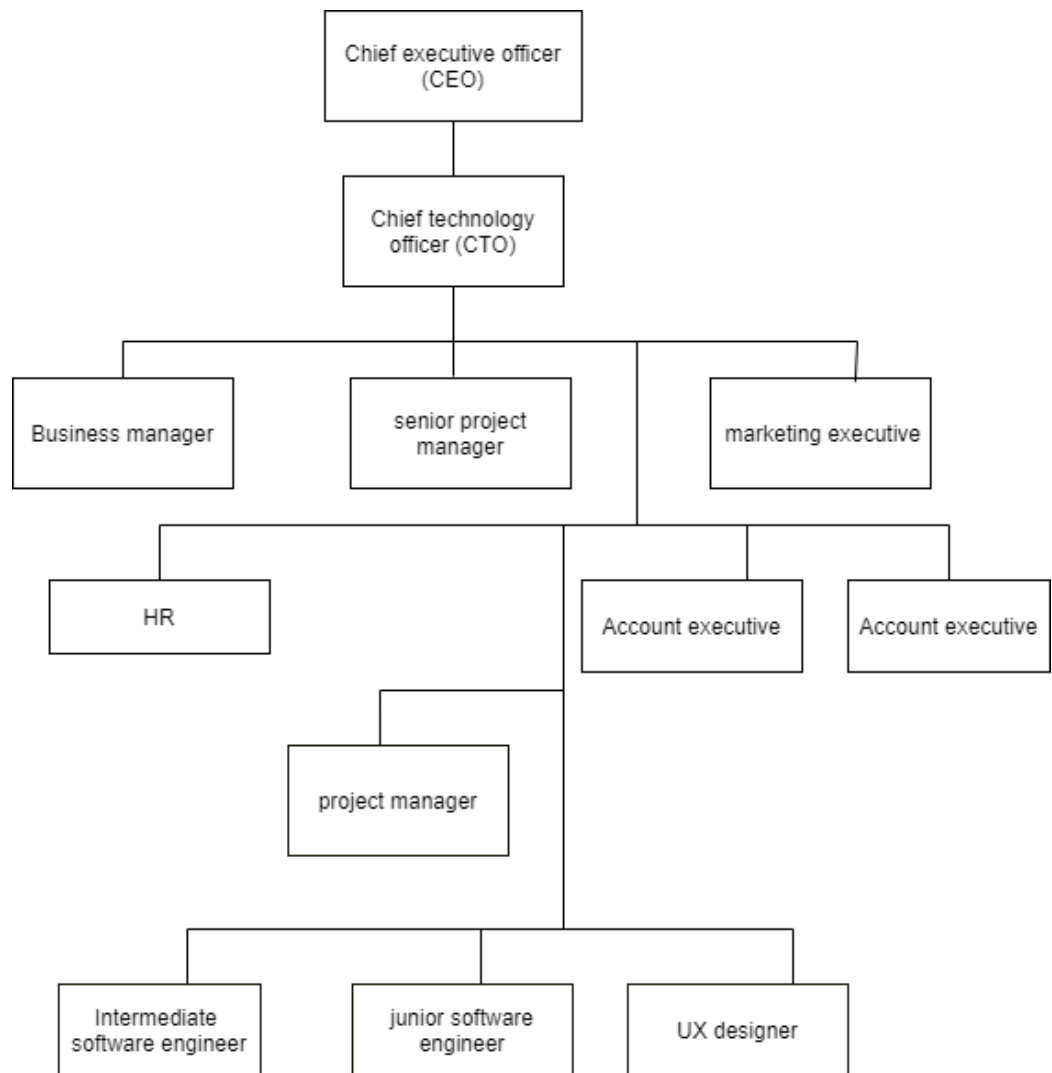 Chief executive officer
(CEO)
Chief technology
officer (CTO)
Business manager
senior project
manager
marketing executive
HR
Account executive
Account executive
project manager
Intermediate
software engineer
junior software
engineer
UX designer